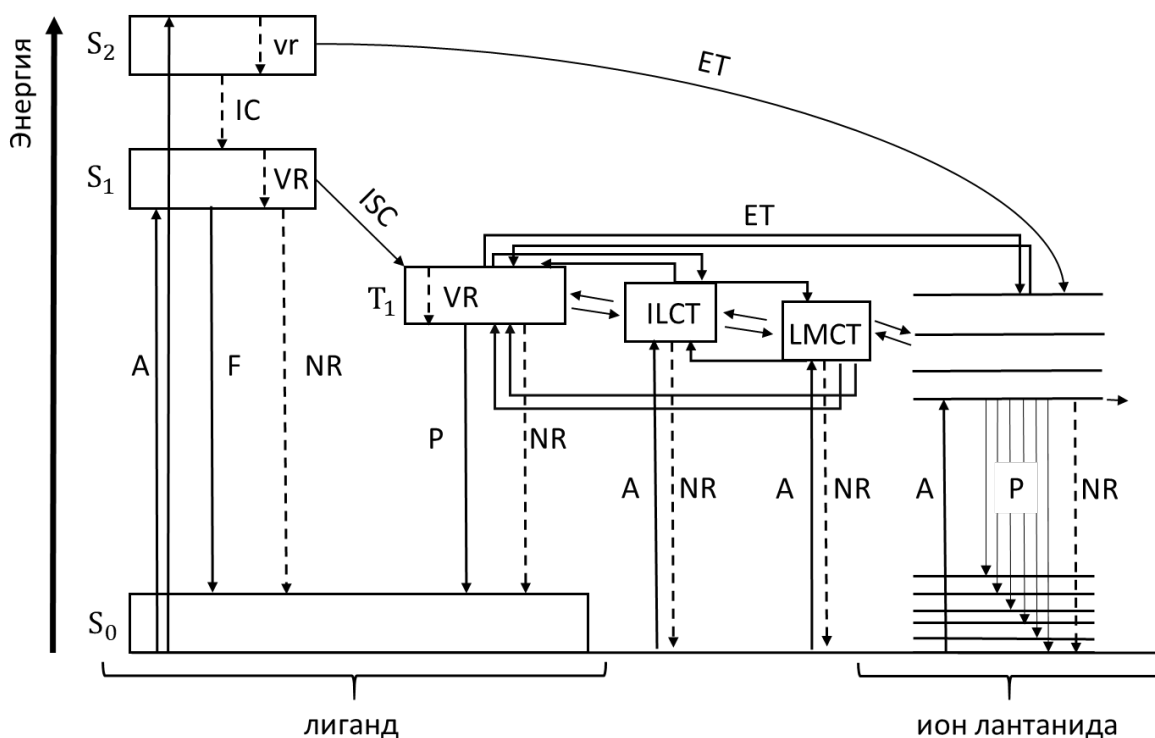 Энергия
S2
vr
ET
IC
S1
VR
ISC
ET
T1
VR
ILCT
LMCT
A
F
NR
P
NR
A
NR
A
NR
A
P
NR
S0
лиганд
ион лантанида